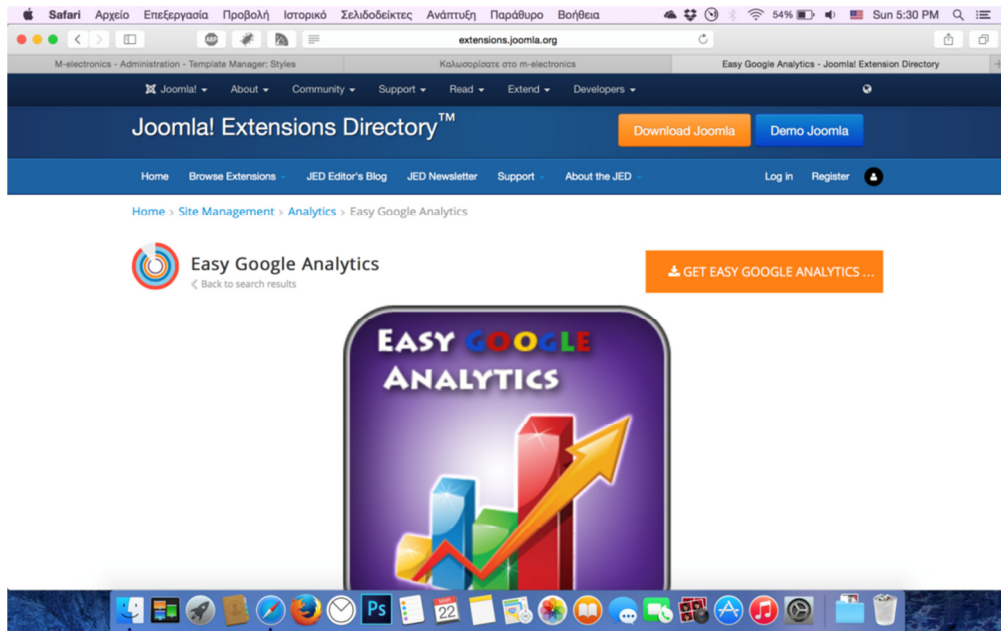 Safari Αρχείο Επεξεργασία Προβολή Ιστορικό Σελιδοδείκτες Ανάπτυξη Παράθυρο Βοήθεια 54% Sun 5:30 PM
ABP extensions.joomla.org
M-electronics - Administration - Template Manager: Styles Καλωσορίσατε στο m-electronics Easy Google Analytics - Joomla! Extension Directory
Joomla! About Community Support Read Extend Developers
Joomla! Extensions Directory™ Download Joomla Demo Joomla
Home Browse Extensions JED Editor's Blog JED Newsletter Support About the JED Log in Register
Home > Site Management > Analytics > Easy Google Analytics
Easy Google Analytics GET EASY GOOGLE ANALYTICS ...
Back to search results
EASY GOOGLE
ANALYTICS
Ps 22